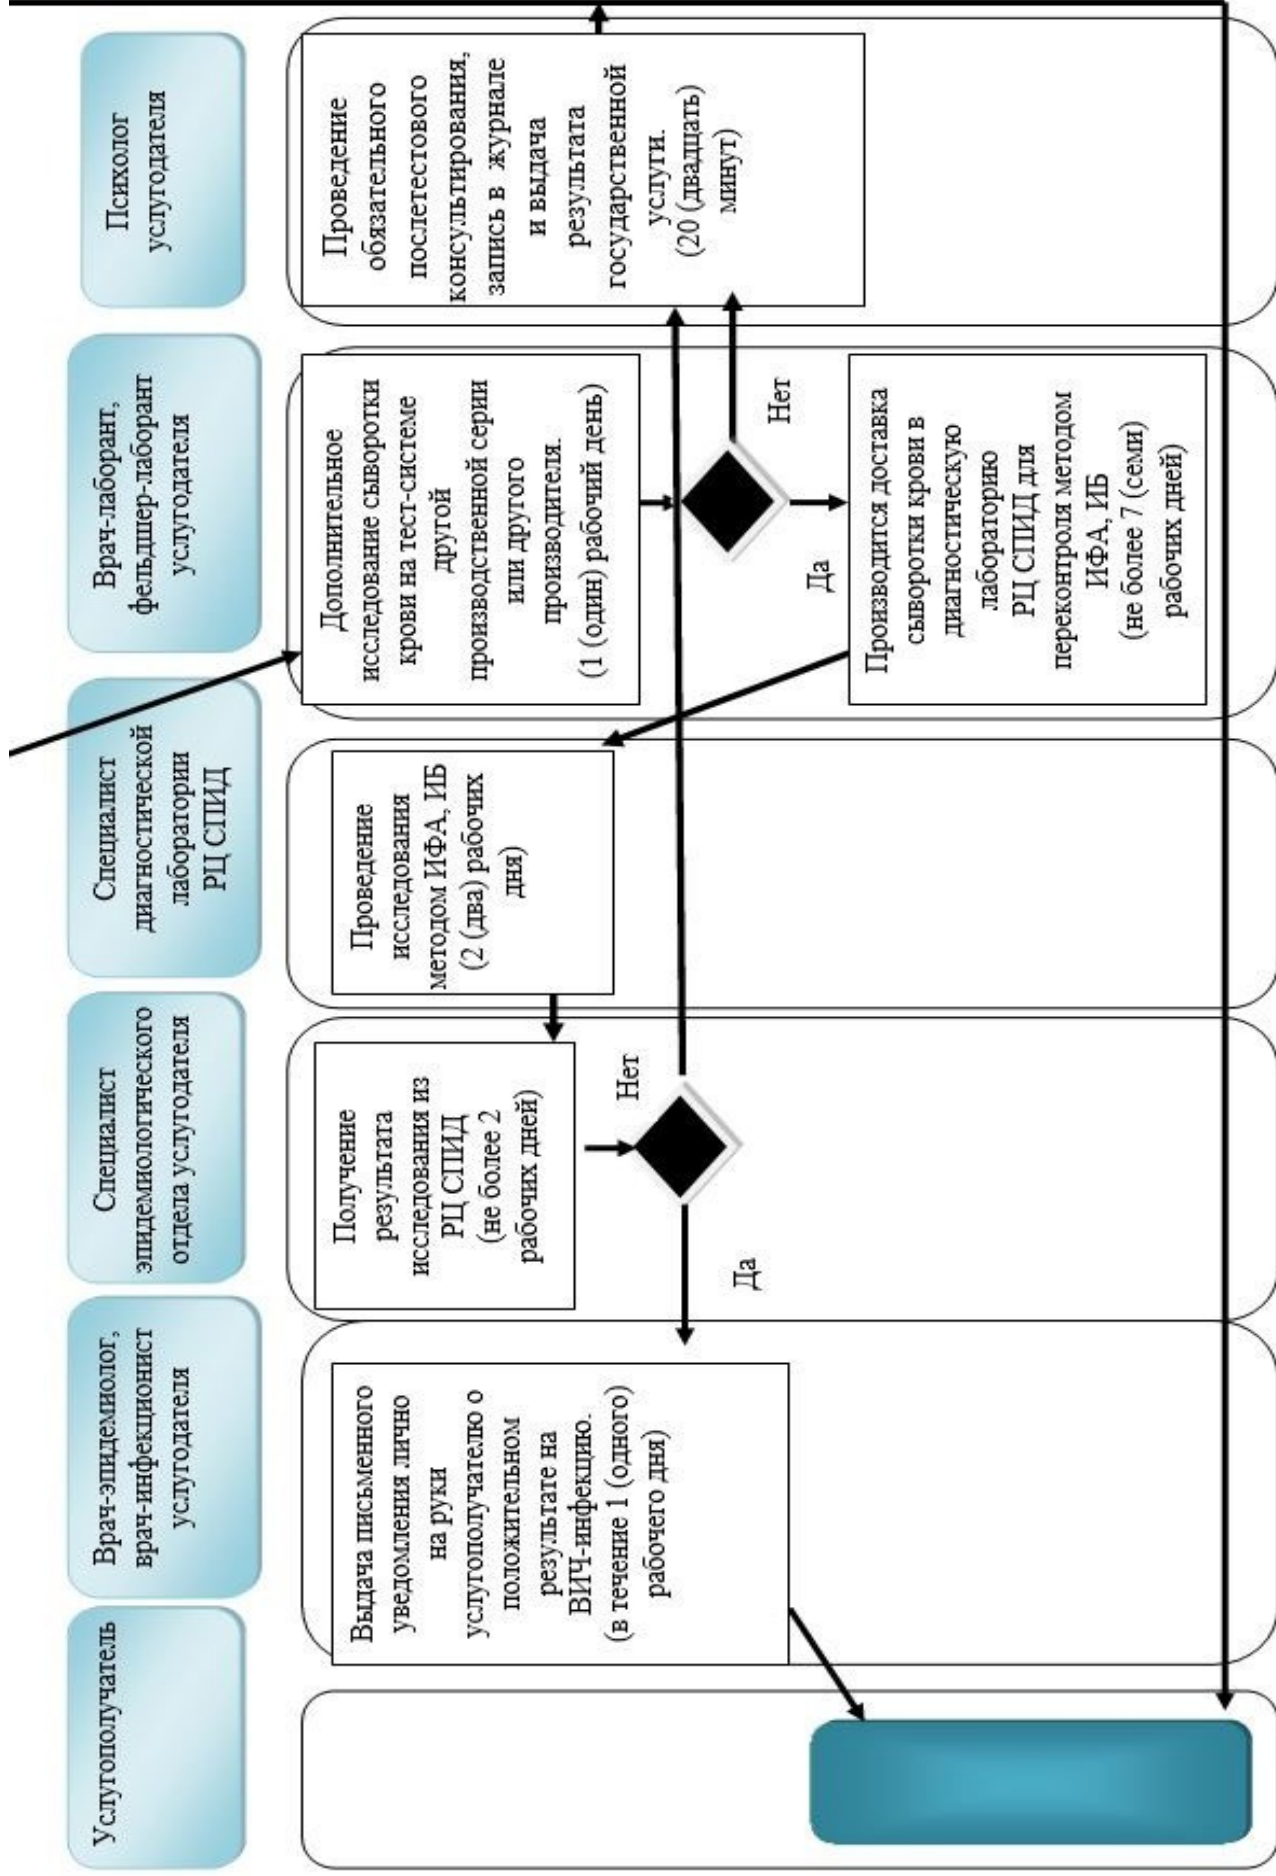 Услугополучатель
Врач-эпидемиолог,
врач-инфекционист
услугодателя
Специалист
эпидемиологического
отдела услугодателя
Специалист
диагностической
лаборатории
РЦ СПИД
Врач-лаборант,
фельдшер-лаборант
услугодателя
Психолог
услугодателя
Выдача письменного
уведомления лично
на руки
услугополучателю о
положительном
результате на
ВИЧ-инфекцию.
(в течение 1 (одного)
рабочего дня)
Получение
результата
исследования из
РЦ СПИД
(не более 2
рабочих дней)
Нет
Да
Проведение
исследования
методом ИФА, ИБ
(2 (два) рабочих
дня)
Дополнительное
исследование сыворотки
крови на тест-системе
другой
производственной серии
или другого
производителя.
(1 (один) рабочий день)
Нет
Да
Производится доставка
сыворотки крови в
диагностическую
лабораторию
РЦ СПИД для
переконтроля методом
ИФА, ИБ
(не более 7 (семи)
рабочих дней)
Проведение
обязательного
послетестового
консультирования,
запись в журнале
и выдача
результата
государственной
услуги.
(20 (двадцать)
минут)